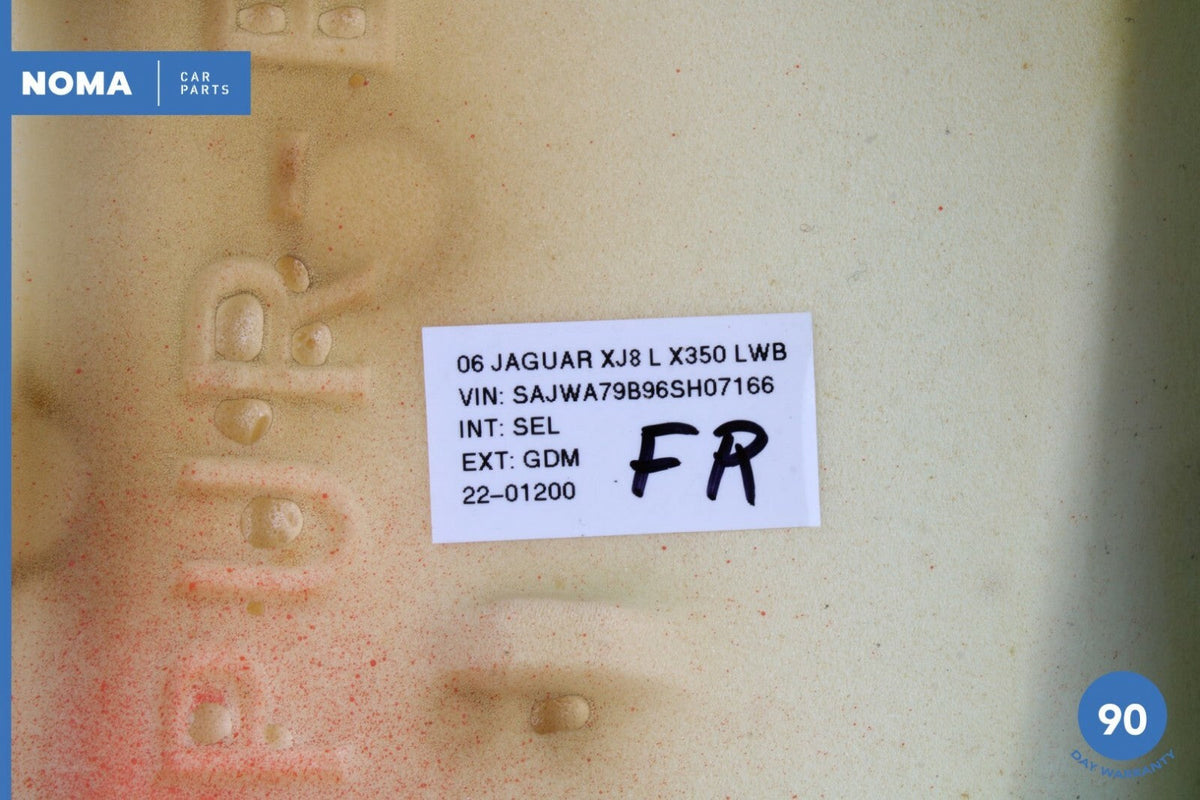 NOMA
CAR
PARTS
06 JAGUAR XJ8 L X350 LWB
VIN: SAJWA79B96SH07166
INT: SEL
EXT: GDM
22-01200
FR
P.U.R.-E
90
DAY WARRANTY